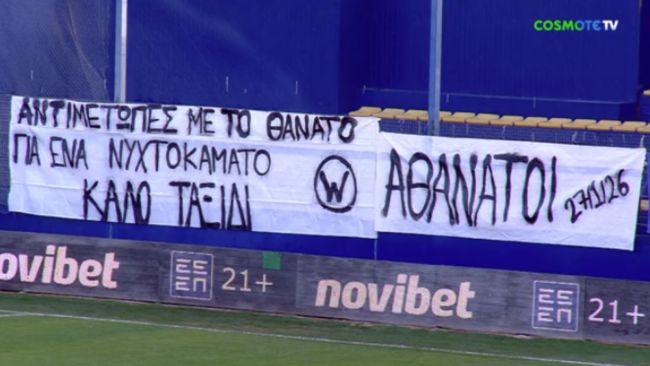 COSMOTE TV
ΑΝΤΙΜΕΤΩΠΕΣ ΜΕ ΤΟ ΘΑΝΑΤΟ
ΓΙΑ ΕΝΑ ΝΥΧΤΟΚΑΜΑΤΟ
ΚΑΛΟ ΤΑΞΙΔΙ
W
ΑΘΑΝΑΤΟΙ
27/1/26
novibet ΕΕΕΠ 21+
novibet ΕΕΕΠ 21+